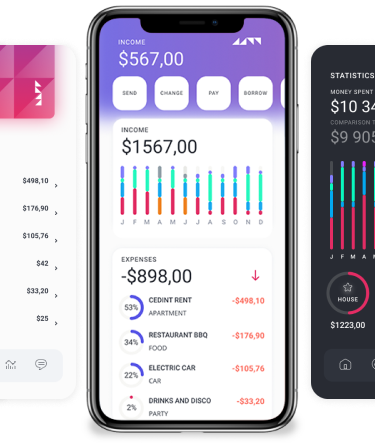 $498,10
$176,90
$105,76
$42
$33,20
$25
INCOME
$567,00
SEND
CHANGE
PAY
BORROW
INCOME
$1567,00
J F M A M J J A S O N D
EXPENSES
-$898,00
53%
CEDINT RENT
-$498,10
APARTMENT
34%
RESTAURANT BBQ
-$176,90
FOOD
22%
ELECTRIC CAR
-$105,76
CAR
2%
DRINKS AND DISCO
-$33,20
PARTY
STATISTICS
MONEY SPENT
$10 34
COMPARISON T
$9 905
J F M A M
HOUSE
$1223,00